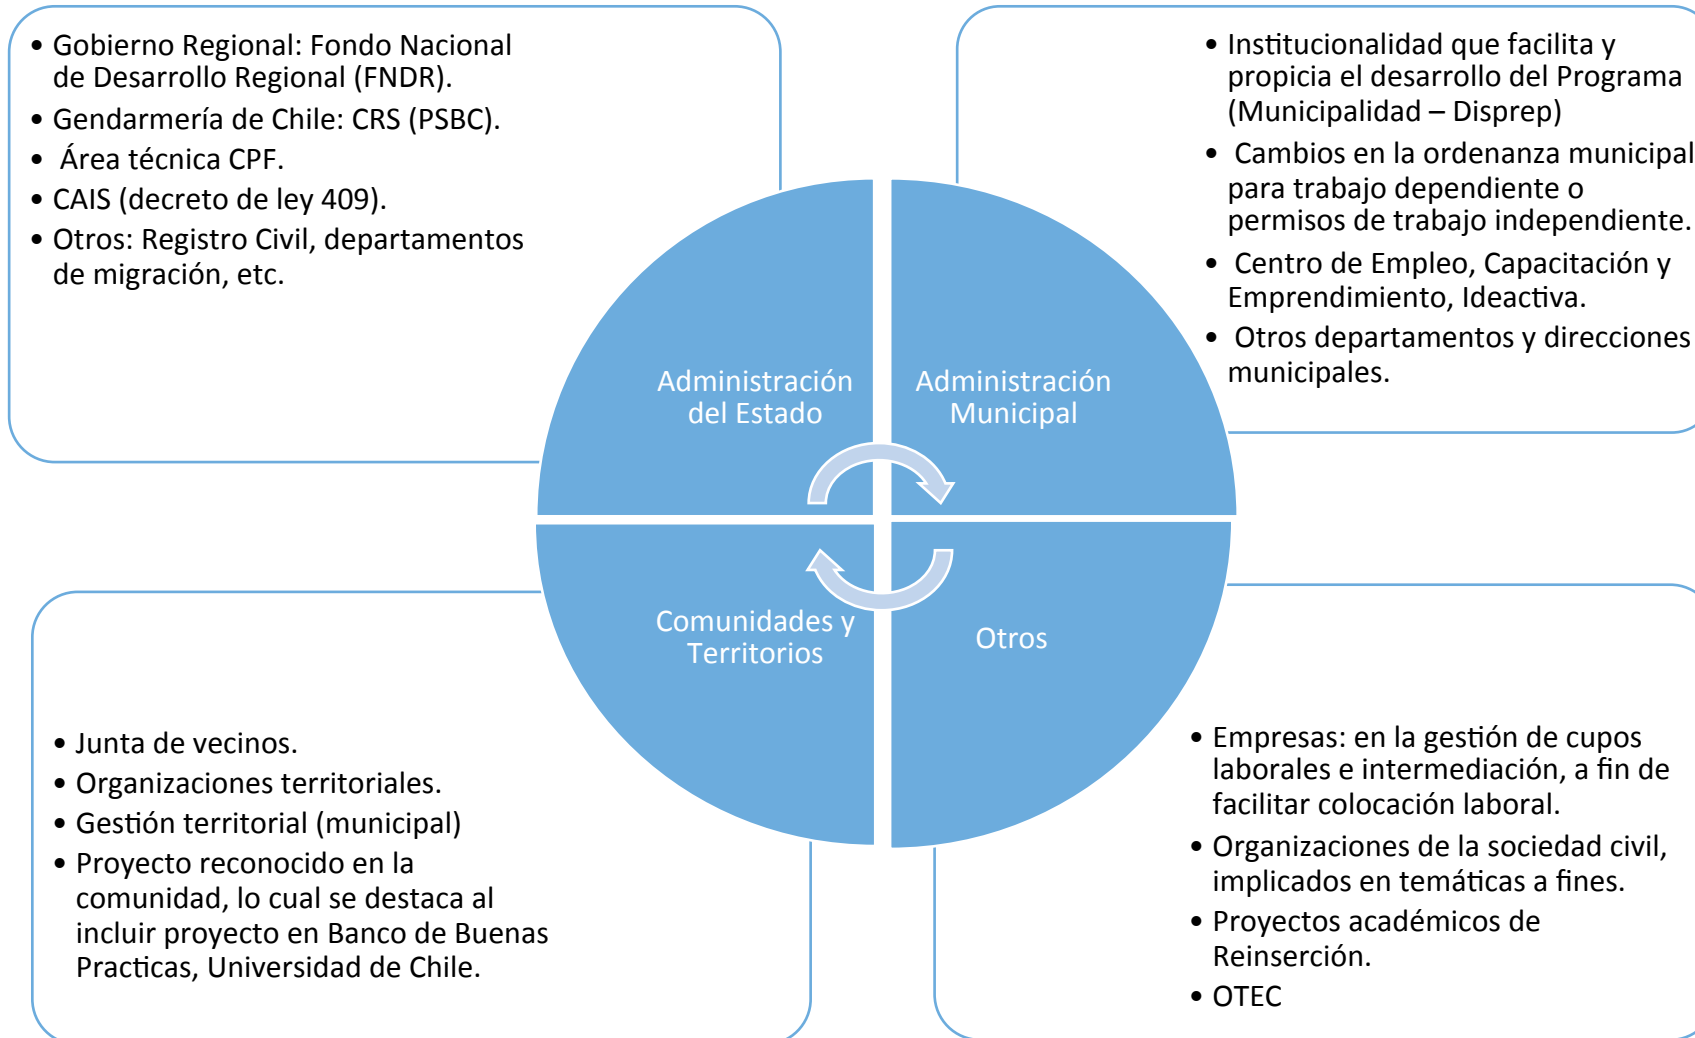 • Gobierno Regional: Fondo Nacional
de Desarrollo Regional (FNDR).
• Gendarmería de Chile: CRS (PSBC).
• Área técnica CPF.
• CAIS (decreto de ley 409).
• Otros: Registro Civil, departamentos
de migración, etc.
• Institucionalidad que facilita y
propicia el desarrollo del Programa
(Municipalidad – Disprep)
• Cambios en la ordenanza municipal
para trabajo dependiente o
permisos de trabajo independiente.
• Centro de Empleo, Capacitación y
Emprendimiento, Ideactiva.
• Otros departamentos y direcciones
municipales.
Administración
del Estado
Administración
Municipal
Comunidades y
Territorios
Otros
• Junta de vecinos.
• Organizaciones territoriales.
• Gestión territorial (municipal)
• Proyecto reconocido en la
comunidad, lo cual se destaca al
incluir proyecto en Banco de Buenas
Practicas, Universidad de Chile.
• Empresas: en la gestión de cupos
laborales e intermediación, a fin de
facilitar colocación laboral.
• Organizaciones de la sociedad civil,
implicados en temáticas a fines.
• Proyectos académicos de
Reinserción.
• OTEC